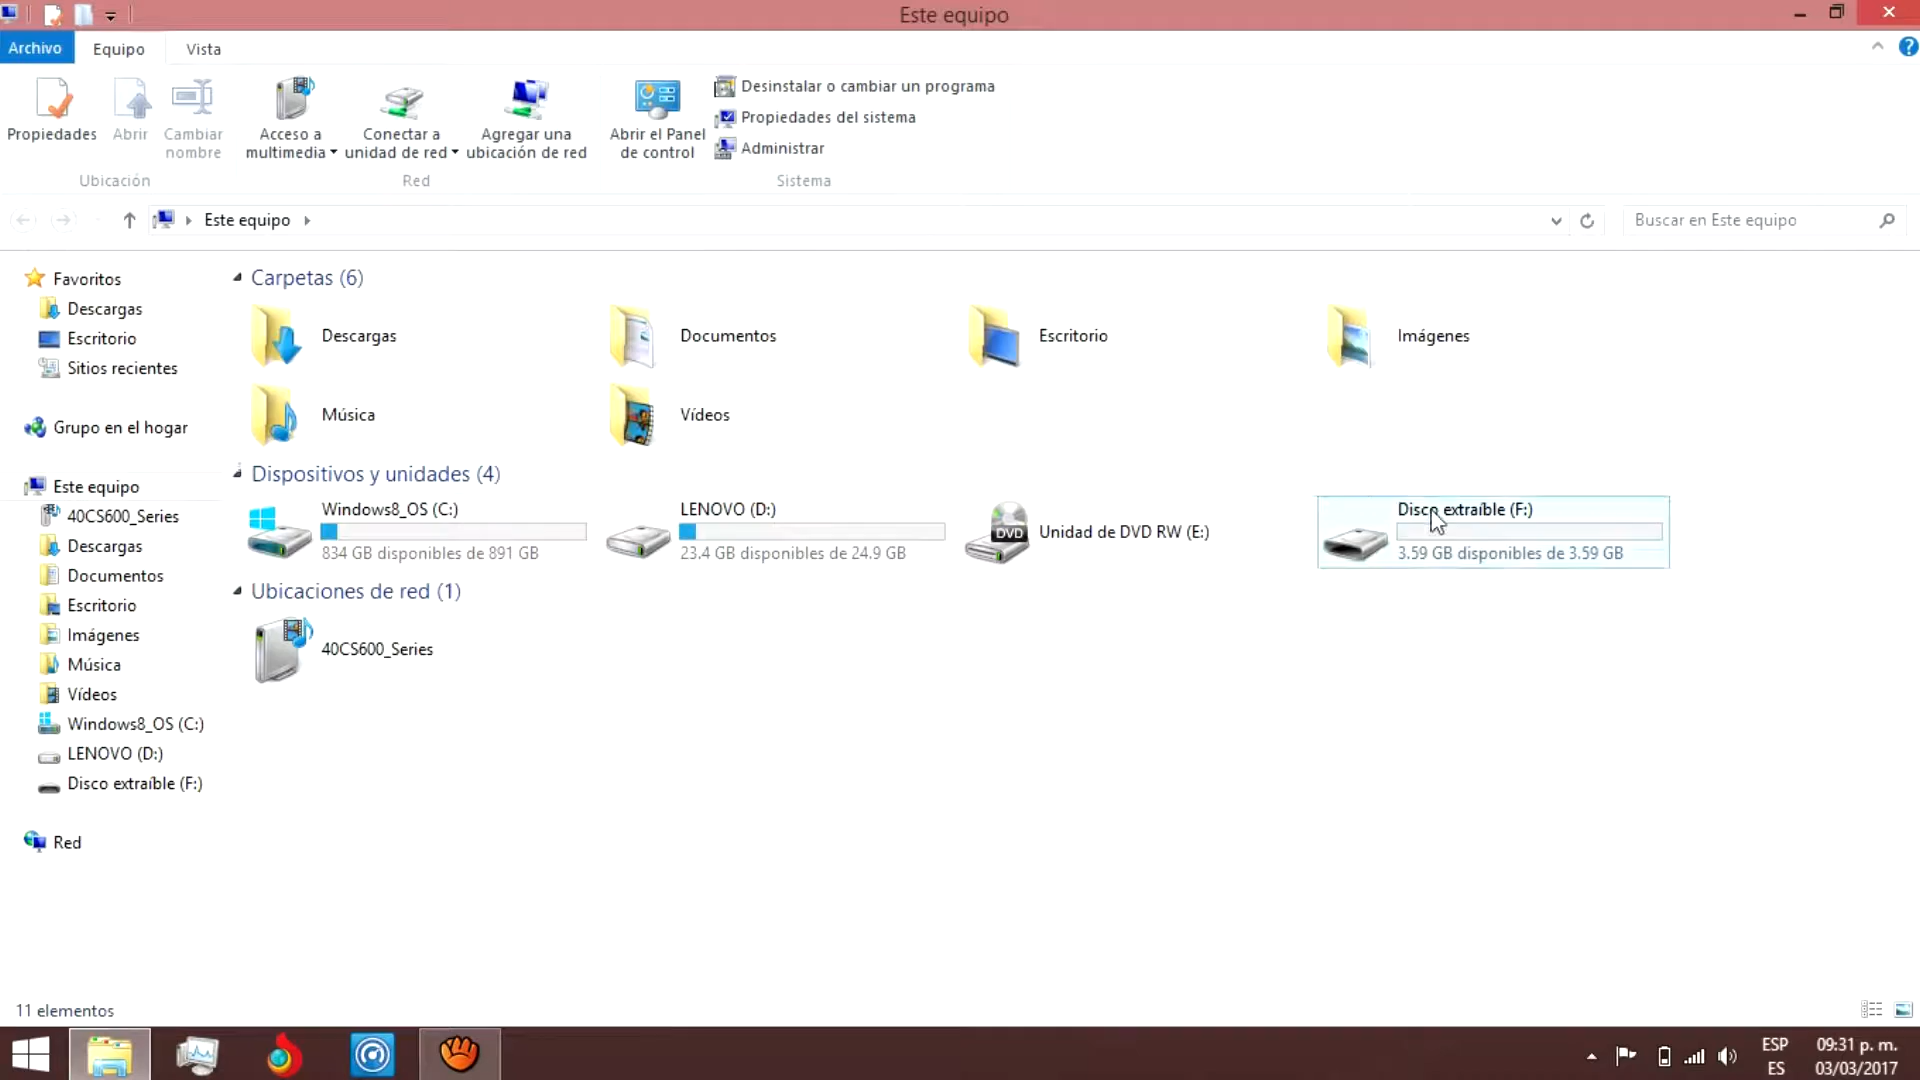 Este equipo
Archivo
Equipo
Vista
Propiedades
Abrir
Cambiar
nombre
Acceso a
multimedia
Conectar a
unidad de red
Agregar una
ubicación de red
Abrir el Panel
de control
Desinstalar o cambiar un programa
Propiedades del sistema
Administrar
Ubicación
Red
Sistema
Este equipo
Buscar en Este equipo
Favoritos
Descargas
Escritorio
Sitios recientes
Grupo en el hogar
Este equipo
40CS600_Series
Descargas
Documentos
Escritorio
Imágenes
Música
Vídeos
Windows8_OS (C:)
LENOVO (D:)
Disco extraíble (F:)
Red
Carpetas (6)
Descargas
Documentos
Escritorio
Imágenes
Música
Vídeos
Dispositivos y unidades (4)
Windows8_OS (C:)
834 GB disponibles de 891 GB
LENOVO (D:)
23.4 GB disponibles de 24.9 GB
DVD
Unidad de DVD RW (E:)
Disco extraíble (F:)
3.59 GB disponibles de 3.59 GB
Ubicaciones de red (1)
40CS600_Series
11 elementos
ESP
ES
09:31 p. m.
03/03/2017